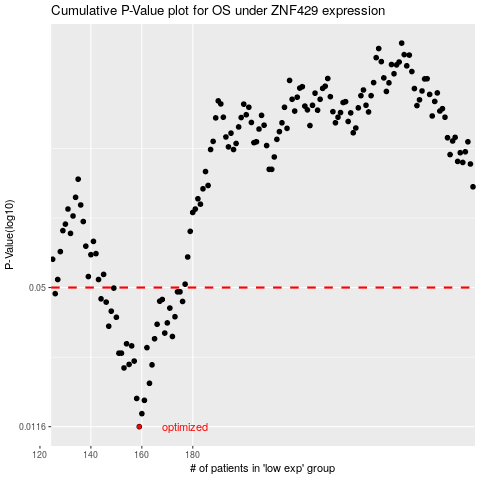 Cumulative P-Value plot for OS under ZNF429 expression
P-Value(log10)
0.05
0.0116
optimized
120 140 160 180
# of patients in 'low exp' group